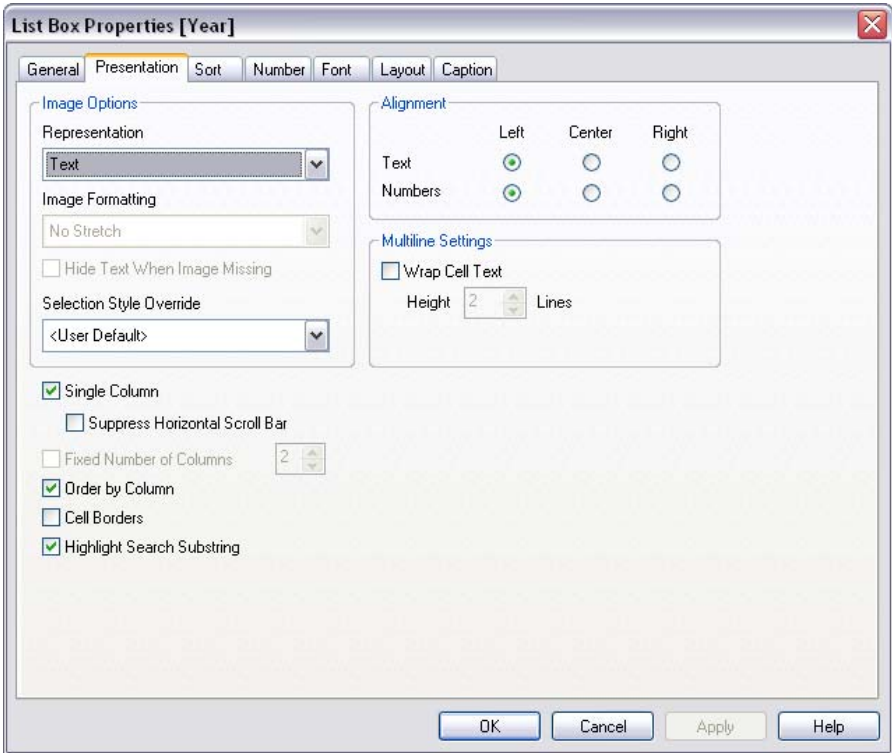 List Box Properties [Year]
General Presentation Sort Number Font Layout Caption
Image Options
Representation
Text
Image Formatting
No Stretch
Hide Text When Image Missing
Selection Style Override
<User Default>
Alignment
Left Center Right
Text
Numbers
Multiline Settings
Wrap Cell Text
Height 2 Lines
Single Column
Suppress Horizontal Scroll Bar
Fixed Number of Columns 2
Order by Column
Cell Borders
Highlight Search Substring
OK Cancel Apply Help